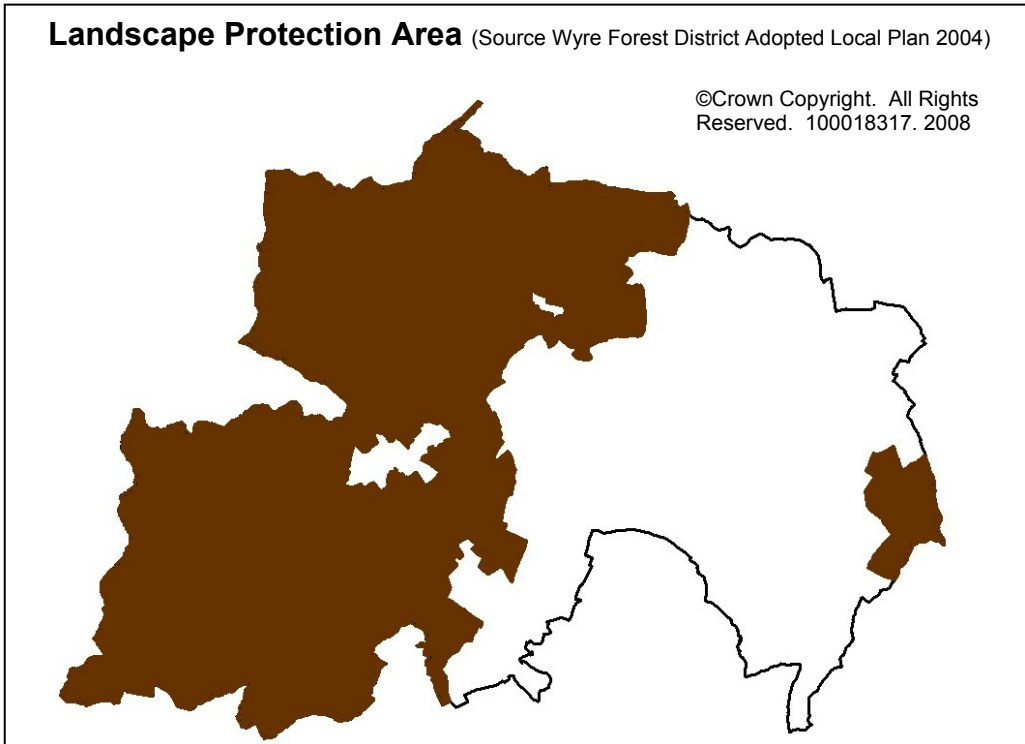 Landscape Protection Area (Source Wyre Forest District Adopted Local Plan 2004)
©Crown Copyright. All Rights
Reserved. 100018317. 2008